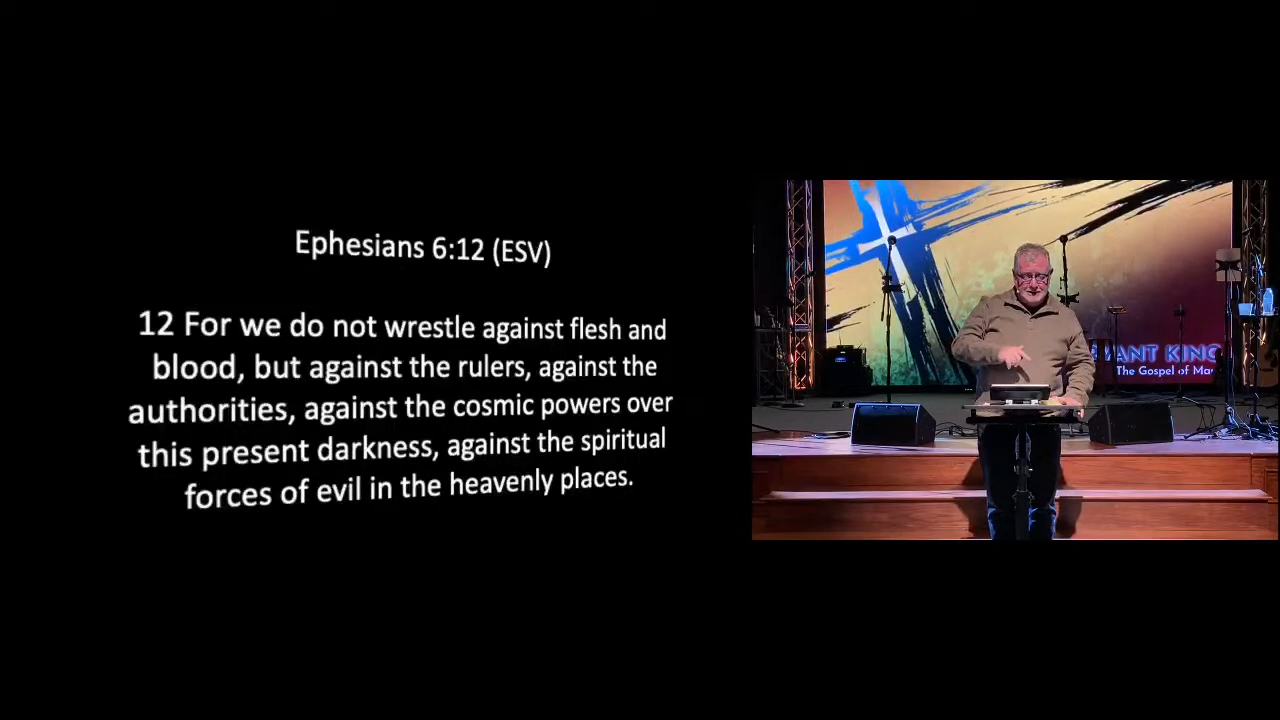 Ephesians 6:12 (ESV)
12 For we do not wrestle against flesh and
blood, but against the rulers, against the
authorities, against the cosmic powers over
this present darkness, against the spiritual
forces of evil in the heavenly places.
KING
The Gospel of